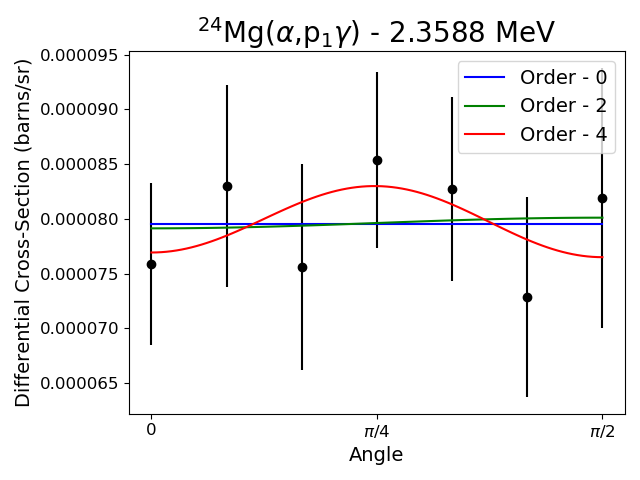 ²⁴Mg(α,p₁γ) - 2.3588 MeV
Differential Cross-Section (barns/sr)
0.000095
0.000090
0.000085
0.000080
0.000075
0.000070
0.000065
Order - 0
Order - 2
Order - 4
0
π/4
π/2
Angle